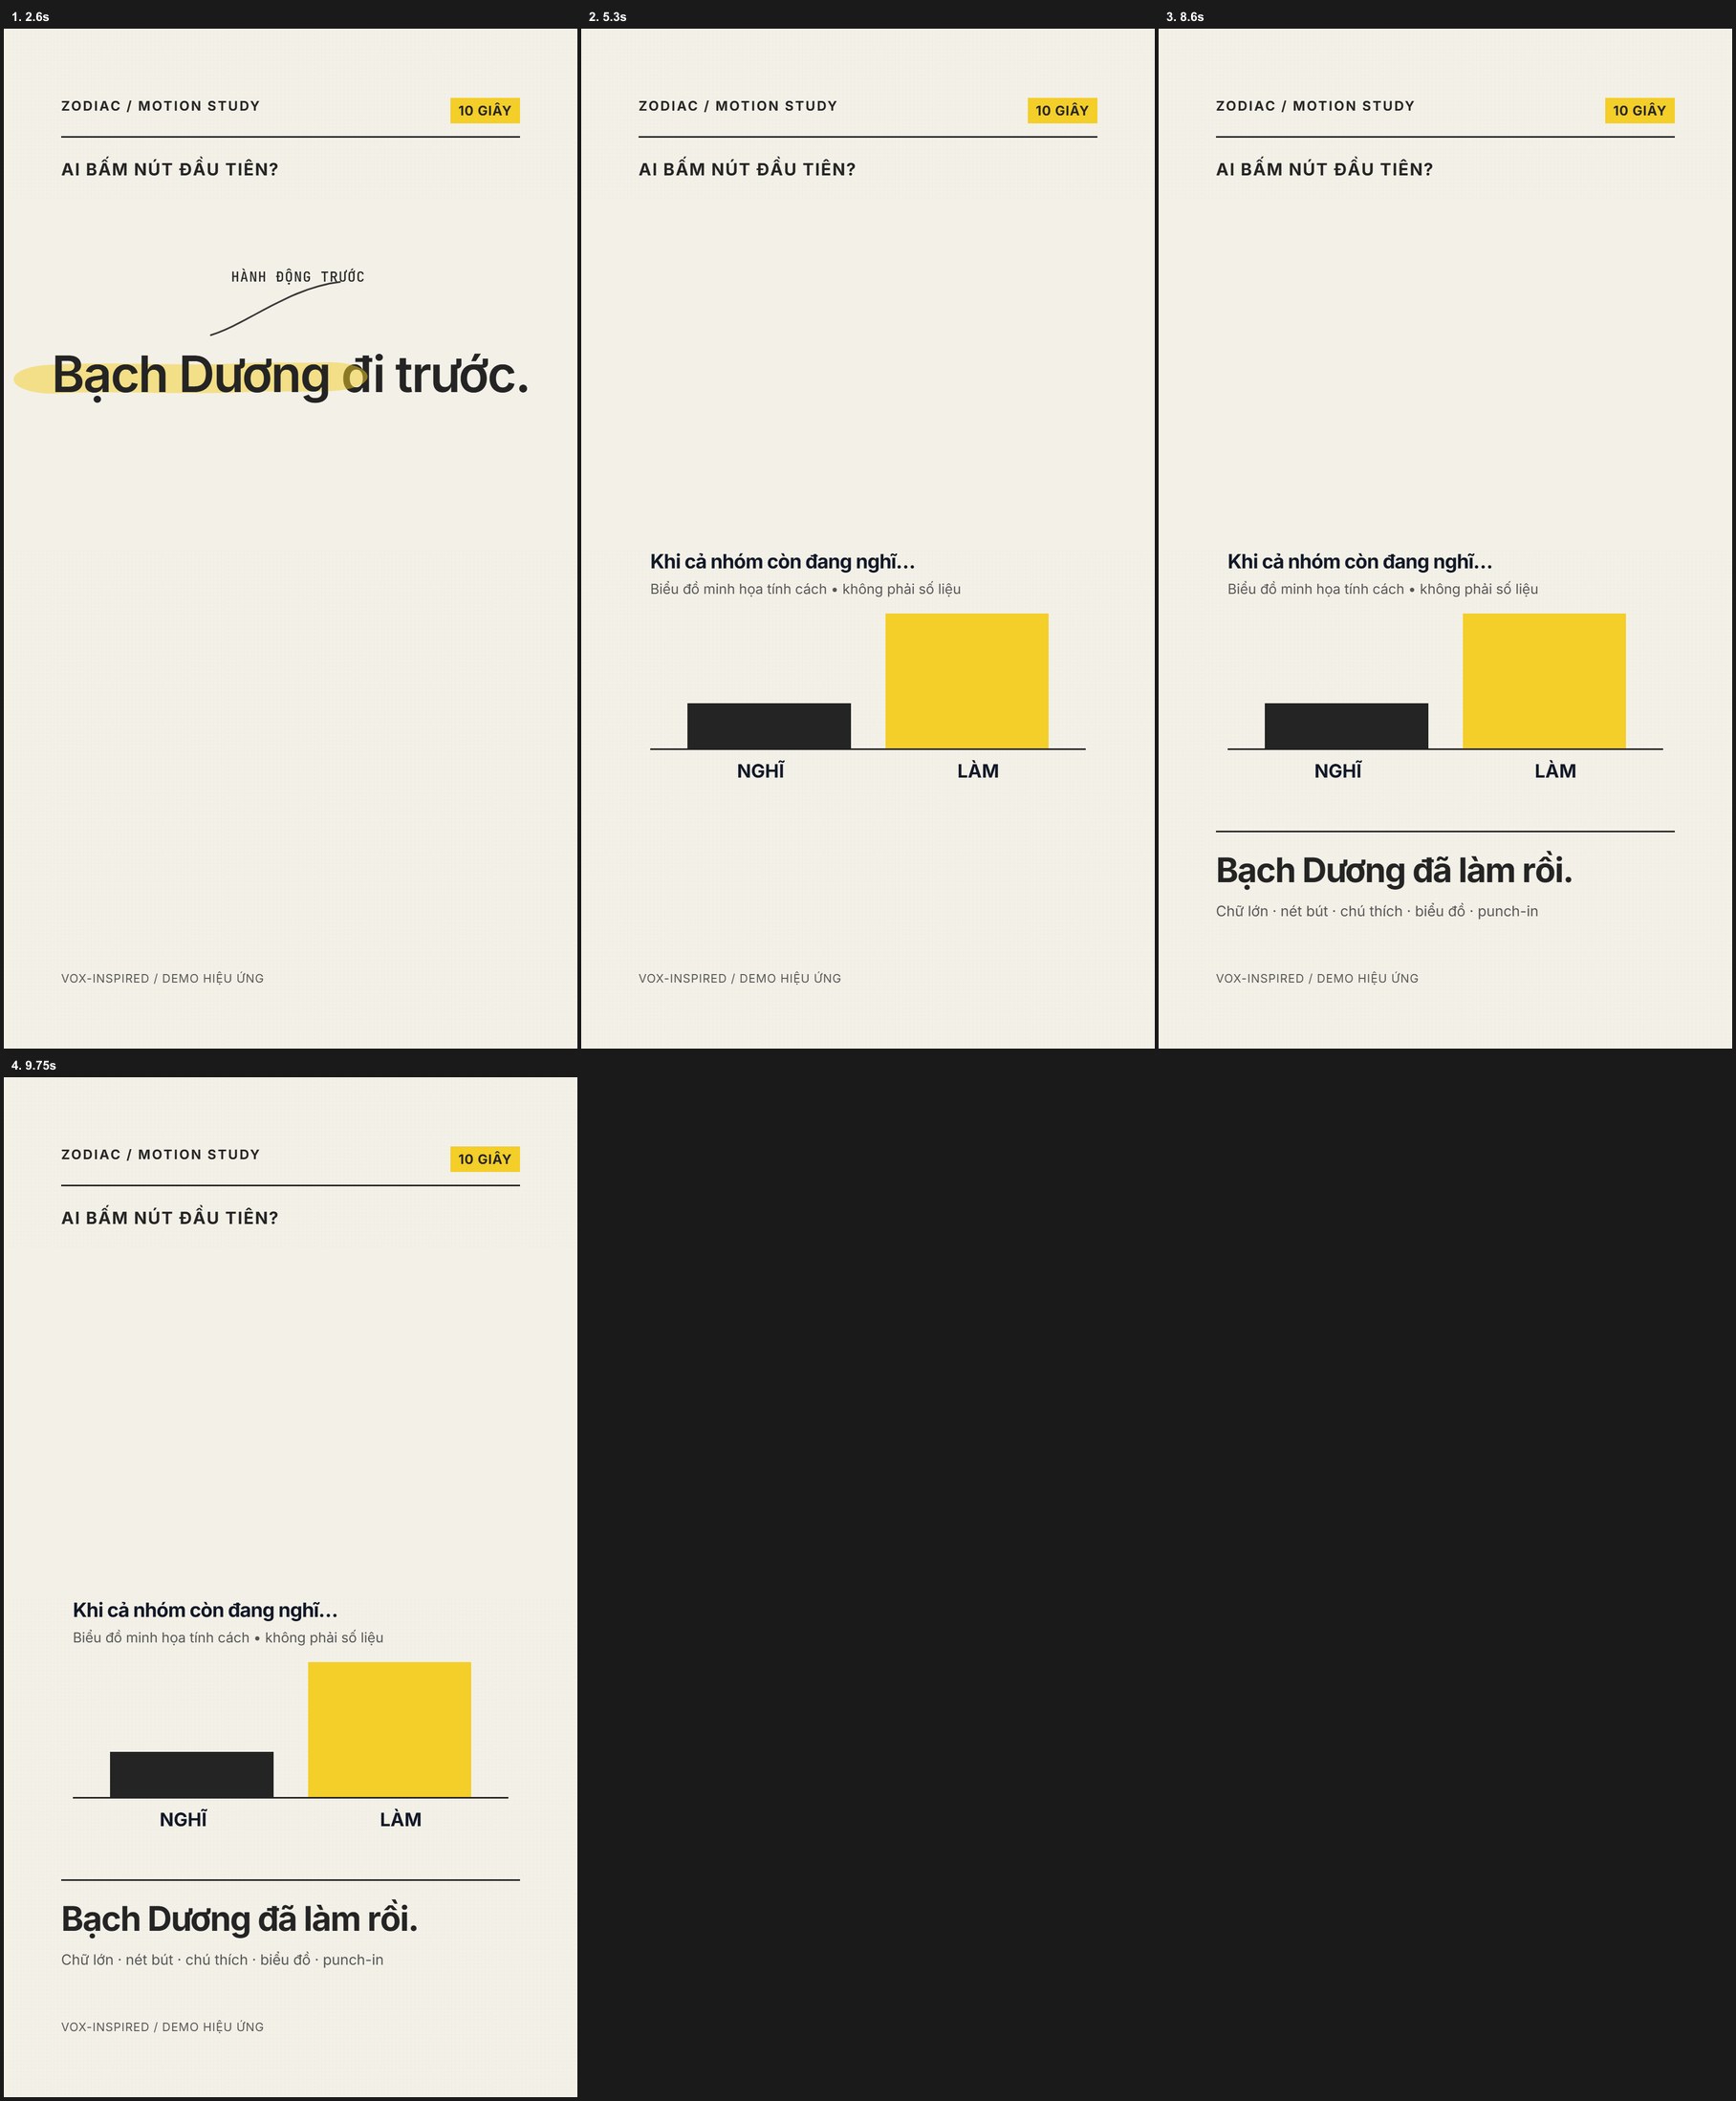 1. 2.6s
ZODIAC / MOTION STUDY
10 GIÂY
AI BẤM NÚT ĐẦU TIÊN?
HÀNH ĐỘNG TRƯỚC
Bạch Dương đi trước.
VOX-INSPIRED / DEMO HIỆU ỨNG
2. 5.3s
ZODIAC / MOTION STUDY
10 GIÂY
AI BẤM NÚT ĐẦU TIÊN?
Khi cả nhóm còn đang nghĩ...
Biểu đồ minh họa tính cách • không phải số liệu
NGHĨ
LÀM
VOX-INSPIRED / DEMO HIỆU ỨNG
3. 8.6s
ZODIAC / MOTION STUDY
10 GIÂY
AI BẤM NÚT ĐẦU TIÊN?
Khi cả nhóm còn đang nghĩ...
Biểu đồ minh họa tính cách • không phải số liệu
NGHĨ
LÀM
Bạch Dương đã làm rồi.
Chữ lớn · nét bút · chú thích · biểu đồ · punch-in
VOX-INSPIRED / DEMO HIỆU ỨNG
4. 9.75s
ZODIAC / MOTION STUDY
10 GIÂY
AI BẤM NÚT ĐẦU TIÊN?
Khi cả nhóm còn đang nghĩ...
Biểu đồ minh họa tính cách • không phải số liệu
NGHĨ
LÀM
Bạch Dương đã làm rồi.
Chữ lớn · nét bút · chú thích · biểu đồ · punch-in
VOX-INSPIRED / DEMO HIỆU ỨNG